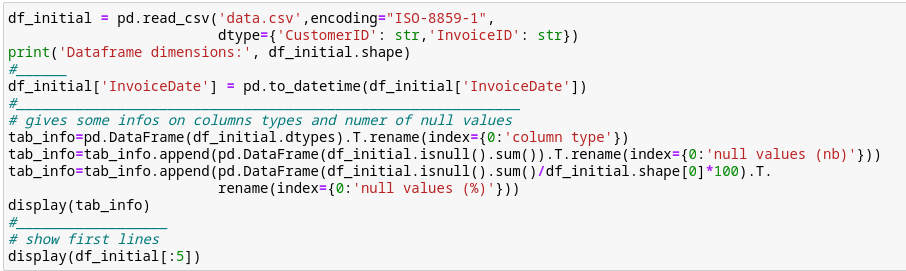 df_initial = pd.read_csv('data.csv',encoding="ISO-8859-1",
                         dtype={'CustomerID': str,'InvoiceID': str})
print('Dataframe dimensions:', df_initial.shape)
#______
df_initial['InvoiceDate'] = pd.to_datetime(df_initial['InvoiceDate'])
#____________________________________________________________
# gives some infos on columns types and numer of null values
tab_info=pd.DataFrame(df_initial.dtypes).T.rename(index={0:'column type'})
tab_info=tab_info.append(pd.DataFrame(df_initial.isnull().sum()).T.rename(index={0:'null values (nb)'}))
tab_info=tab_info.append(pd.DataFrame(df_initial.isnull().sum()/df_initial.shape[0]*100).T.
                         rename(index={0:'null values (%)'}))
display(tab_info)
#__________________
# show first lines
display(df_initial[:5])